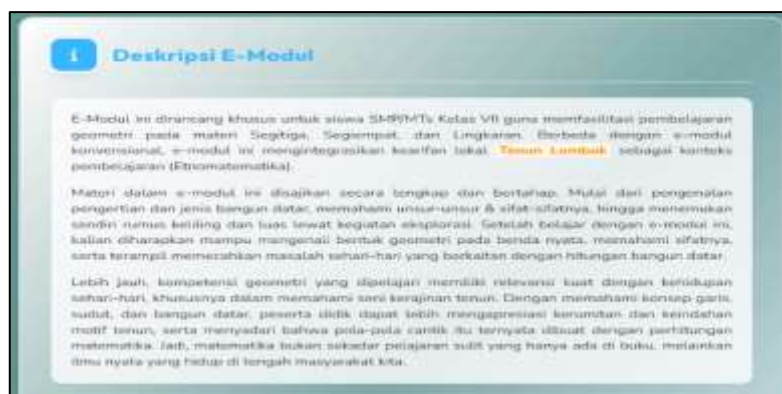 Deskripsi E-Modul
E-Modul ini dirancang khusus untuk siswa SMP/MTs Kelas VII guna memfasilitasi pembelajaran
geometri pada materi Segitiga, Segiempat, dan Lingkaran. Berbeda dengan e-modul
konvensional, e-modul ini mengintegrasikan kearifan lokal Tenun Lombok sebagai konteks
pembelajaran (Etnomatematika).
Materi dalam e-modul ini disajikan secara lengkap dan bertahap. Mulai dari pengenalan
pengertian dan jenis bangun datar, memahami unsur-unsur & sifat-sifatnya, hingga menemukan
sendiri rumus keliling dan luas lewat kegiatan eksplorasi. Setelah belajar dengan e-modul ini,
kalian diharapkan mampu mengenali bentuk geometri pada benda nyata, memahami sifatnya,
serta terampil memecahkan masalah sehari-hari yang berkaitan dengan hitungan bangun datar.
Lebih jauh, kompetensi geometri yang dipelajari memiliki relevansi kuat dengan kehidupan
sehari-hari, khususnya dalam memahami seni kerajinan tenun. Dengan memahami konsep garis,
sudut, dan bangun datar, peserta didik dapat lebih mengapresiasi kerumitan dan keindahan
motif tenun, serta menyadari bahwa pola-pola cantik itu ternyata dibuat dengan perhitungan
matematika. Jadi, matematika bukan sekadar pelajaran sulit yang hanya ada di buku, melainkan
ilmu nyata yang hidup di tengah masyarakat kita.